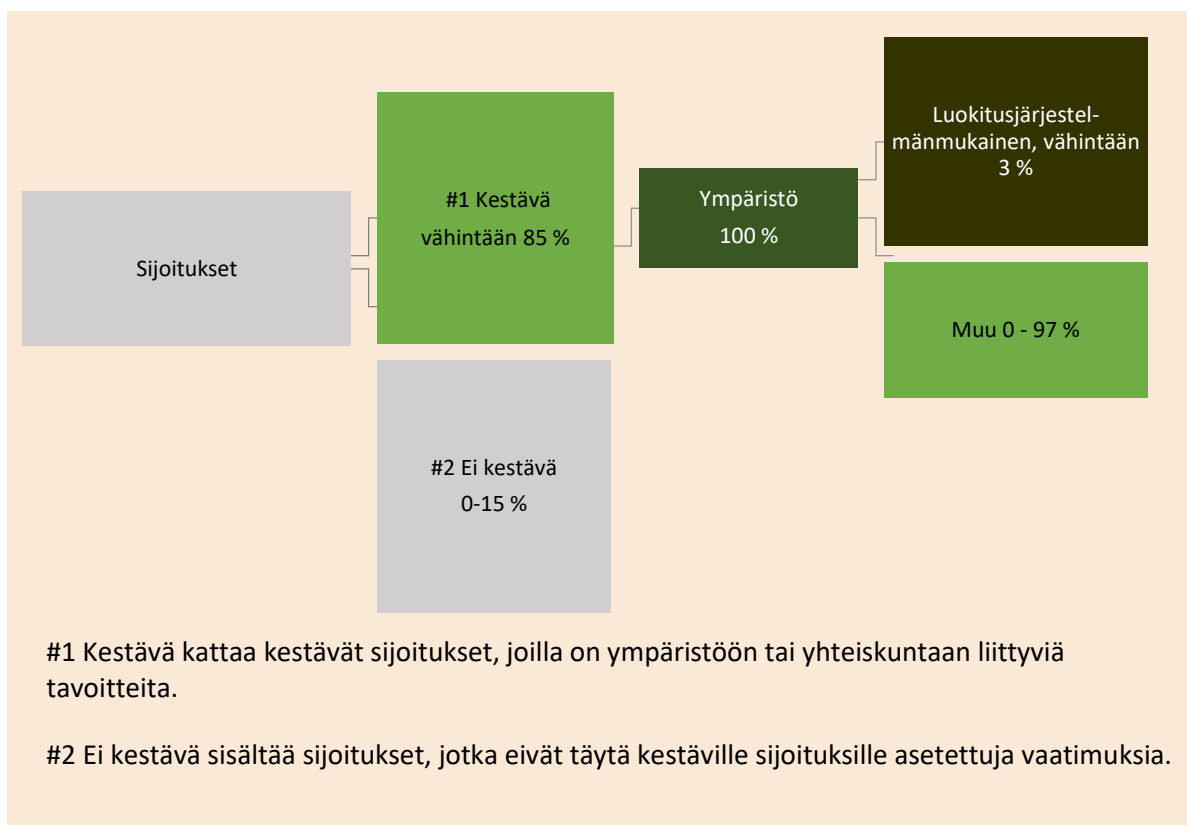 Sijoitukset
#1 Kestävä
vähintään 85 %
#2 Ei kestävä
0-15 %
Ympäristö
100 %
Luokitusjärjestel-
mänmukainen, vähintään
3 %
Muu 0 - 97 %
#1 Kestävä kattaa kestävät sijoitukset, joilla on ympäristöön tai yhteiskuntaan liittyviä
tavoitteita.
#2 Ei kestävä sisältää sijoitukset, jotka eivät täytä kestäville sijoituksille asetettuja vaatimuksia.